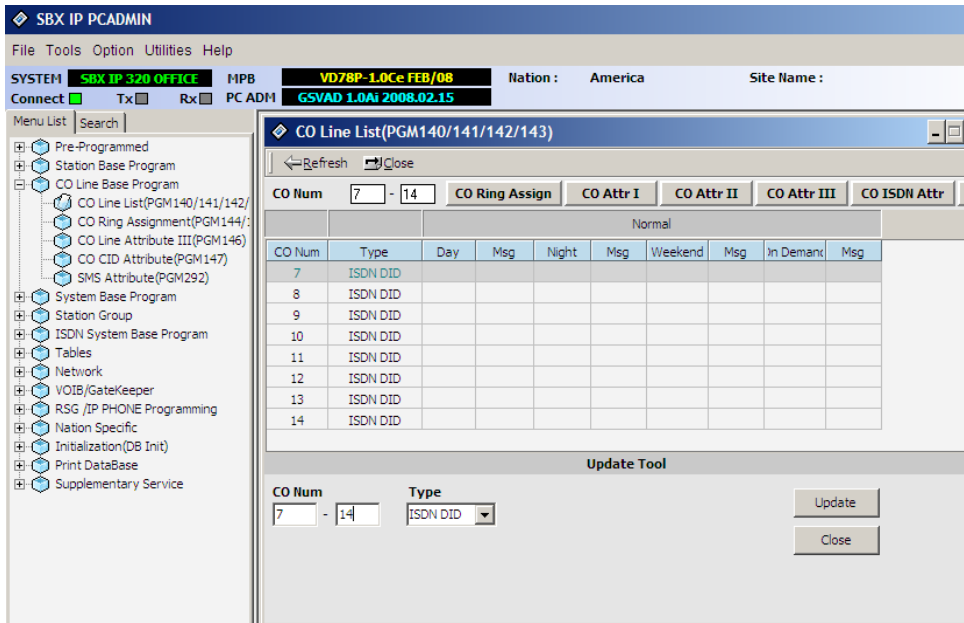 SBX IP PCADMIN
File Tools Option Utilities Help
SYSTEM SBX IP 320 OFFICE MPB VD78P-1.0Ce FEB/08 Nation : America Site Name :
Connect Tx Rx PC ADM GSVAD 1.0Ai 2008.02.15
Menu List Search
Pre-Programmed
Station Base Program
CO Line Base Program
CO Line List(PGM140/141/142/
CO Ring Assignment(PGM144/
CO Line Attribute III(PGM146)
CO CID Attribute(PGM147)
SMS Attribute(PGM292)
System Base Program
Station Group
ISDN System Base Program
Tables
Network
VOIB/GateKeeper
RSG /IP PHONE Programming
Nation Specific
Initialization(DB Init)
Print DataBase
Supplementary Service
CO Line List(PGM140/141/142/143)
Refresh Close
CO Num 7 - 14 CO Ring Assign CO Attr I CO Attr II CO Attr III CO ISDN Attr
Normal
CO Num Type Day Msg Night Msg Weekend Msg On Demand Msg
7 ISDN DID
8 ISDN DID
9 ISDN DID
10 ISDN DID
11 ISDN DID
12 ISDN DID
13 ISDN DID
14 ISDN DID
Update Tool
CO Num Type
7 - 14 ISDN DID
Update
Close